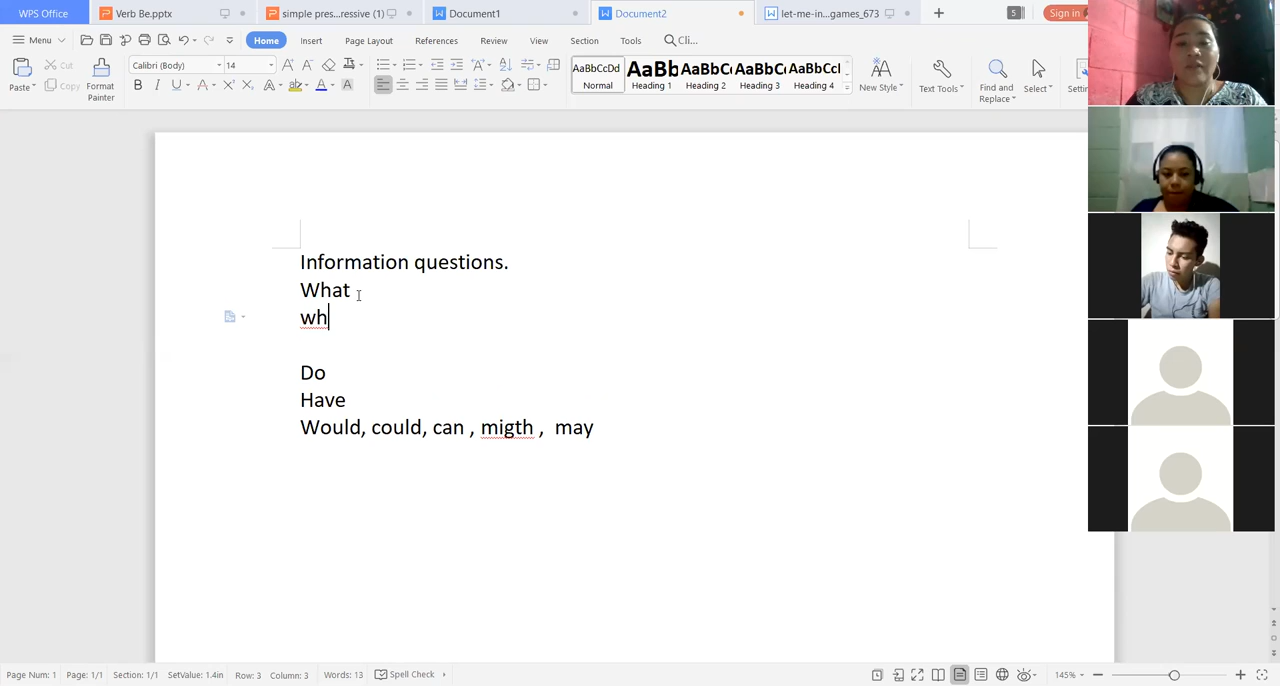 WPS Office Verb Be.pptx simple pres...ressive (1) Document1 Document2 let-me-in...games_673 5 Sign in
Menu Home Insert Page Layout References Review View Section Tools Cli...
Paste Cut Copy Format Painter Calibri (Body) 14 AaBbCcDd Normal AaBb Heading 1 AaBbC Heading 2 AaBbC Heading 3 AaBbC Heading 4 New Style Text Tools Find and Replace Select
Information questions.
What
wh
Do
Have
Would, could, can , migth , may
Page Num: 1 Page: 1/1 Section: 1/1 SetValue: 1.4in Row: 3 Column: 3 Words: 13 Spell Check 145%